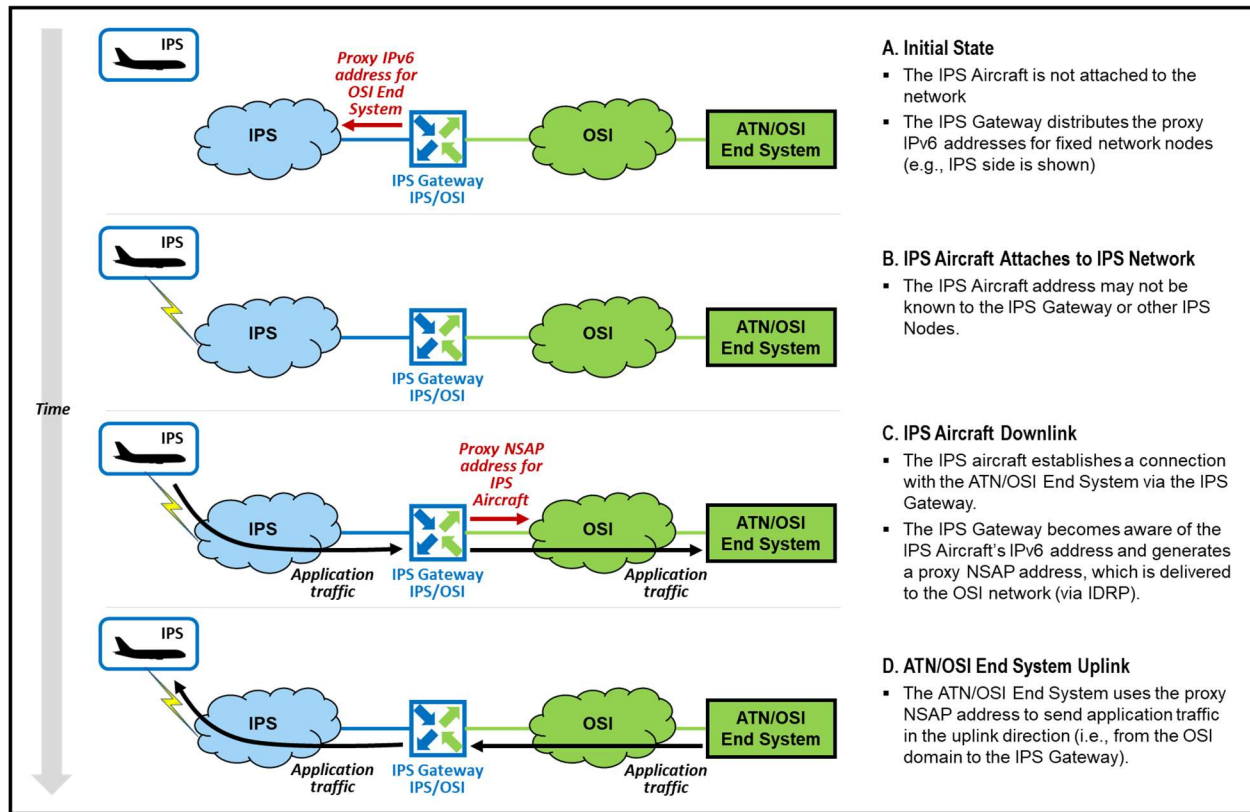 IPS
Proxy IPv6
address for
OSI End
System
IPS
OSI
ATN/OSI
End System
IPS Gateway
IPS/OSI
A. Initial State
▪ The IPS Aircraft is not attached to the
network
▪ The IPS Gateway distributes the proxy
IPv6 addresses for fixed network nodes
(e.g., IPS side is shown)
IPS
IPS
OSI
ATN/OSI
End System
IPS Gateway
IPS/OSI
B. IPS Aircraft Attaches to IPS Network
▪ The IPS Aircraft address may not be
known to the IPS Gateway or other IPS
Nodes.
Time
IPS
Proxy NSAP
address for
IPS
Aircraft
IPS
OSI
ATN/OSI
End System
Application
traffic
IPS Gateway
IPS/OSI
Application
traffic
C. IPS Aircraft Downlink
▪ The IPS aircraft establishes a connection
with the ATN/OSI End System via the IPS
Gateway.
▪ The IPS Gateway becomes aware of the
IPS Aircraft's IPv6 address and generates
a proxy NSAP address, which is delivered
to the OSI network (via IDRP).
IPS
IPS
OSI
ATN/OSI
End System
Application
traffic
IPS Gateway
IPS/OSI
Application
traffic
D. ATN/OSI End System Uplink
▪ The ATN/OSI End System uses the proxy
NSAP address to send application traffic
in the uplink direction (i.e., from the OSI
domain to the IPS Gateway).